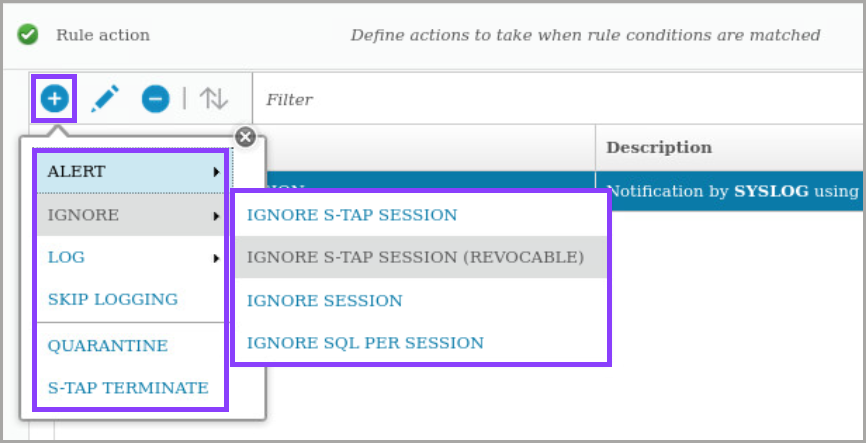 Rule action
Define actions to take when rule conditions are matched
Filter
Description
Notification by SYSLOG using
ALERT
IGNORE
LOG
SKIP LOGGING
QUARANTINE
S-TAP TERMINATE
IGNORE S-TAP SESSION
IGNORE S-TAP SESSION (REVOCABLE)
IGNORE SESSION
IGNORE SQL PER SESSION